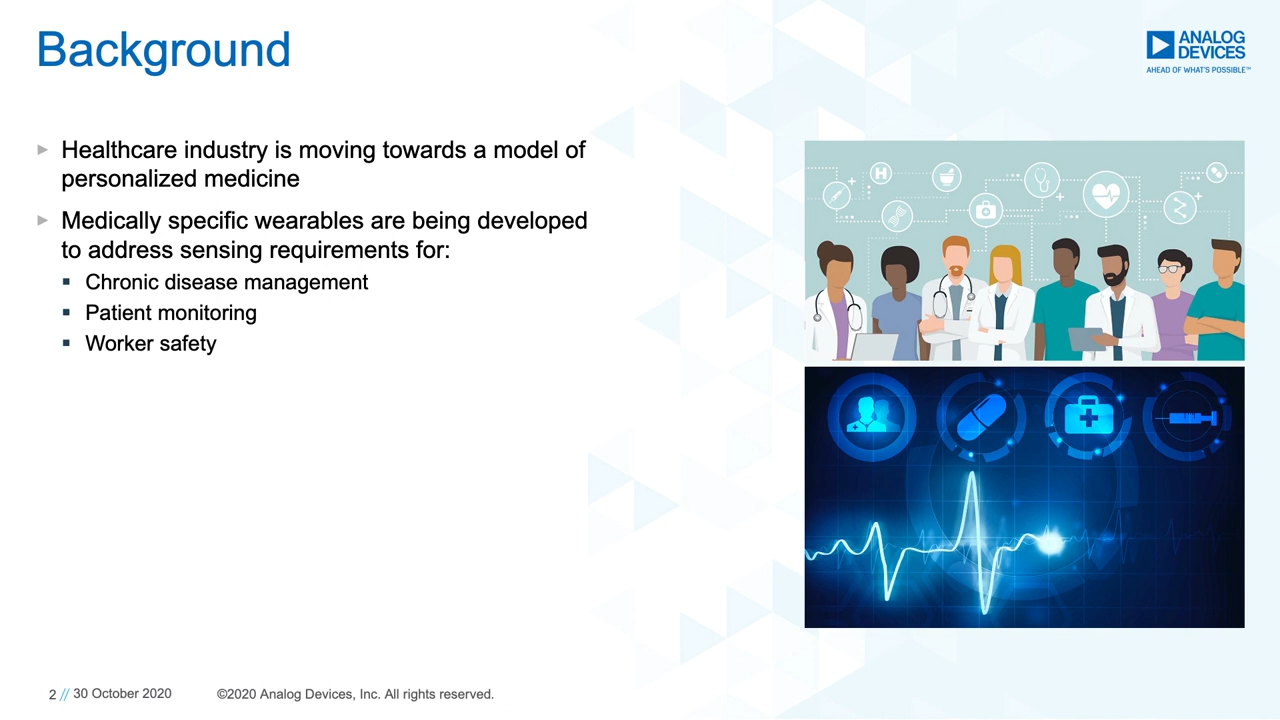 Background
ANALOG
DEVICES
AHEAD OF WHAT'S POSSIBLE™
Healthcare industry is moving towards a model of
personalized medicine
Medically specific wearables are being developed
to address sensing requirements for:
Chronic disease management
Patient monitoring
Worker safety
H
2 // 30 October 2020 ©2020 Analog Devices, Inc. All rights reserved.